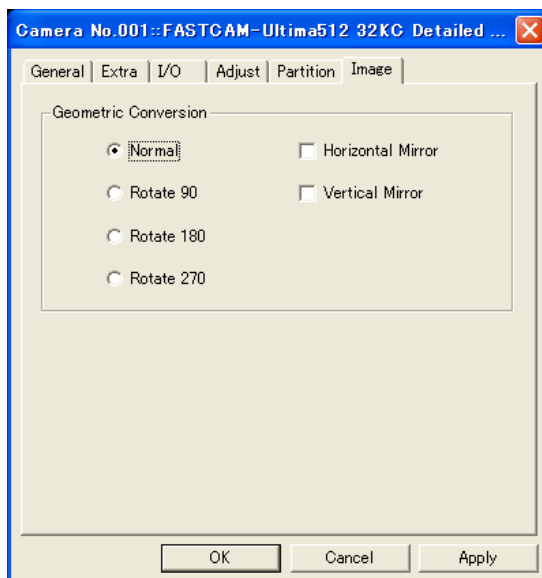 Camera No.001::FASTCAM-Ultima512 32KC Detailed ...
General Extra I/O Adjust Partition Image
Geometric Conversion
Normal Horizontal Mirror
Rotate 90 Vertical Mirror
Rotate 180
Rotate 270
OK Cancel Apply